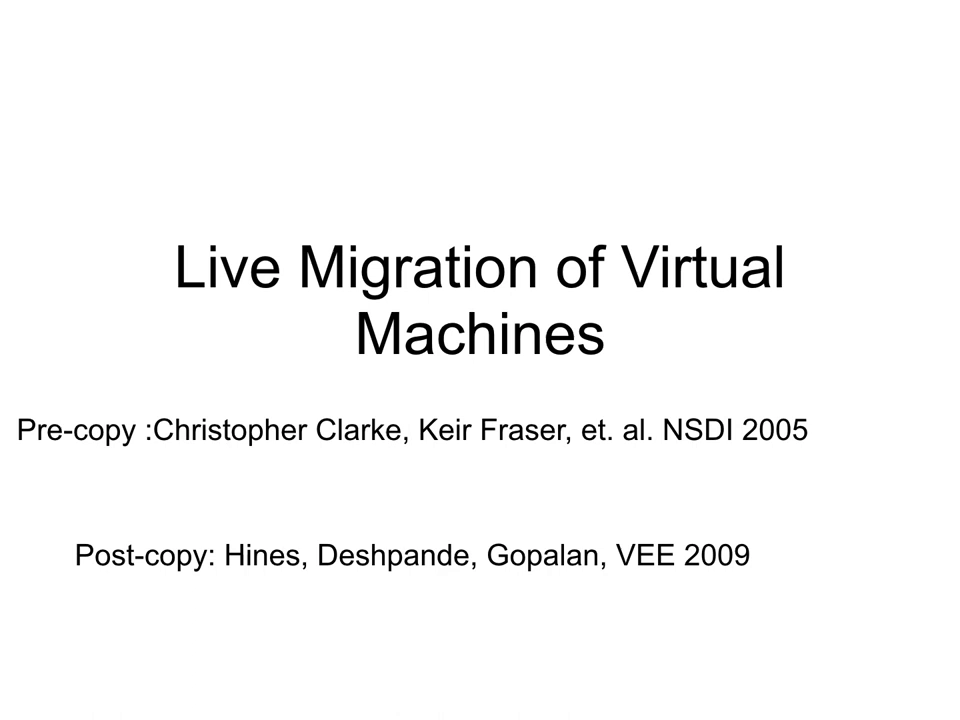 Live Migration of Virtual
Machines
Pre-copy :Christopher Clarke, Keir Fraser, et. al. NSDI 2005
Post-copy: Hines, Deshpande, Gopalan, VEE 2009